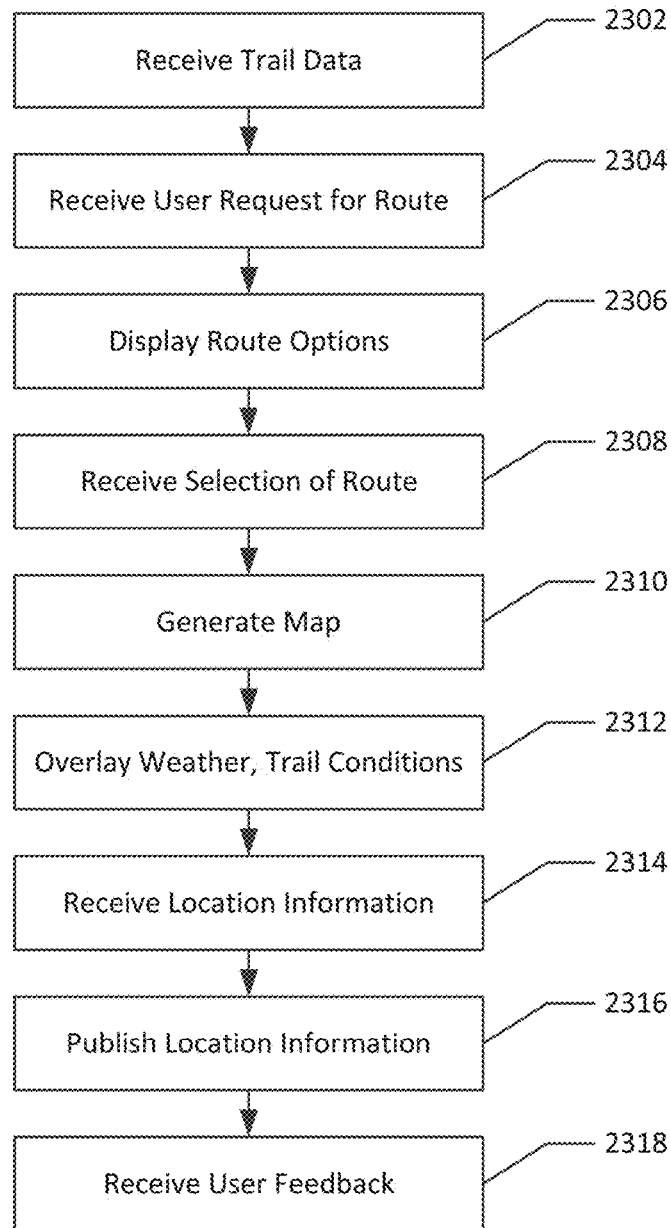 2302
Receive Trail Data
2304
Receive User Request for Route
2306
Display Route Options
2308
Receive Selection of Route
2310
Generate Map
2312
Overlay Weather, Trail Conditions
2314
Receive Location Information
2316
Publish Location Information
2318
Receive User Feedback